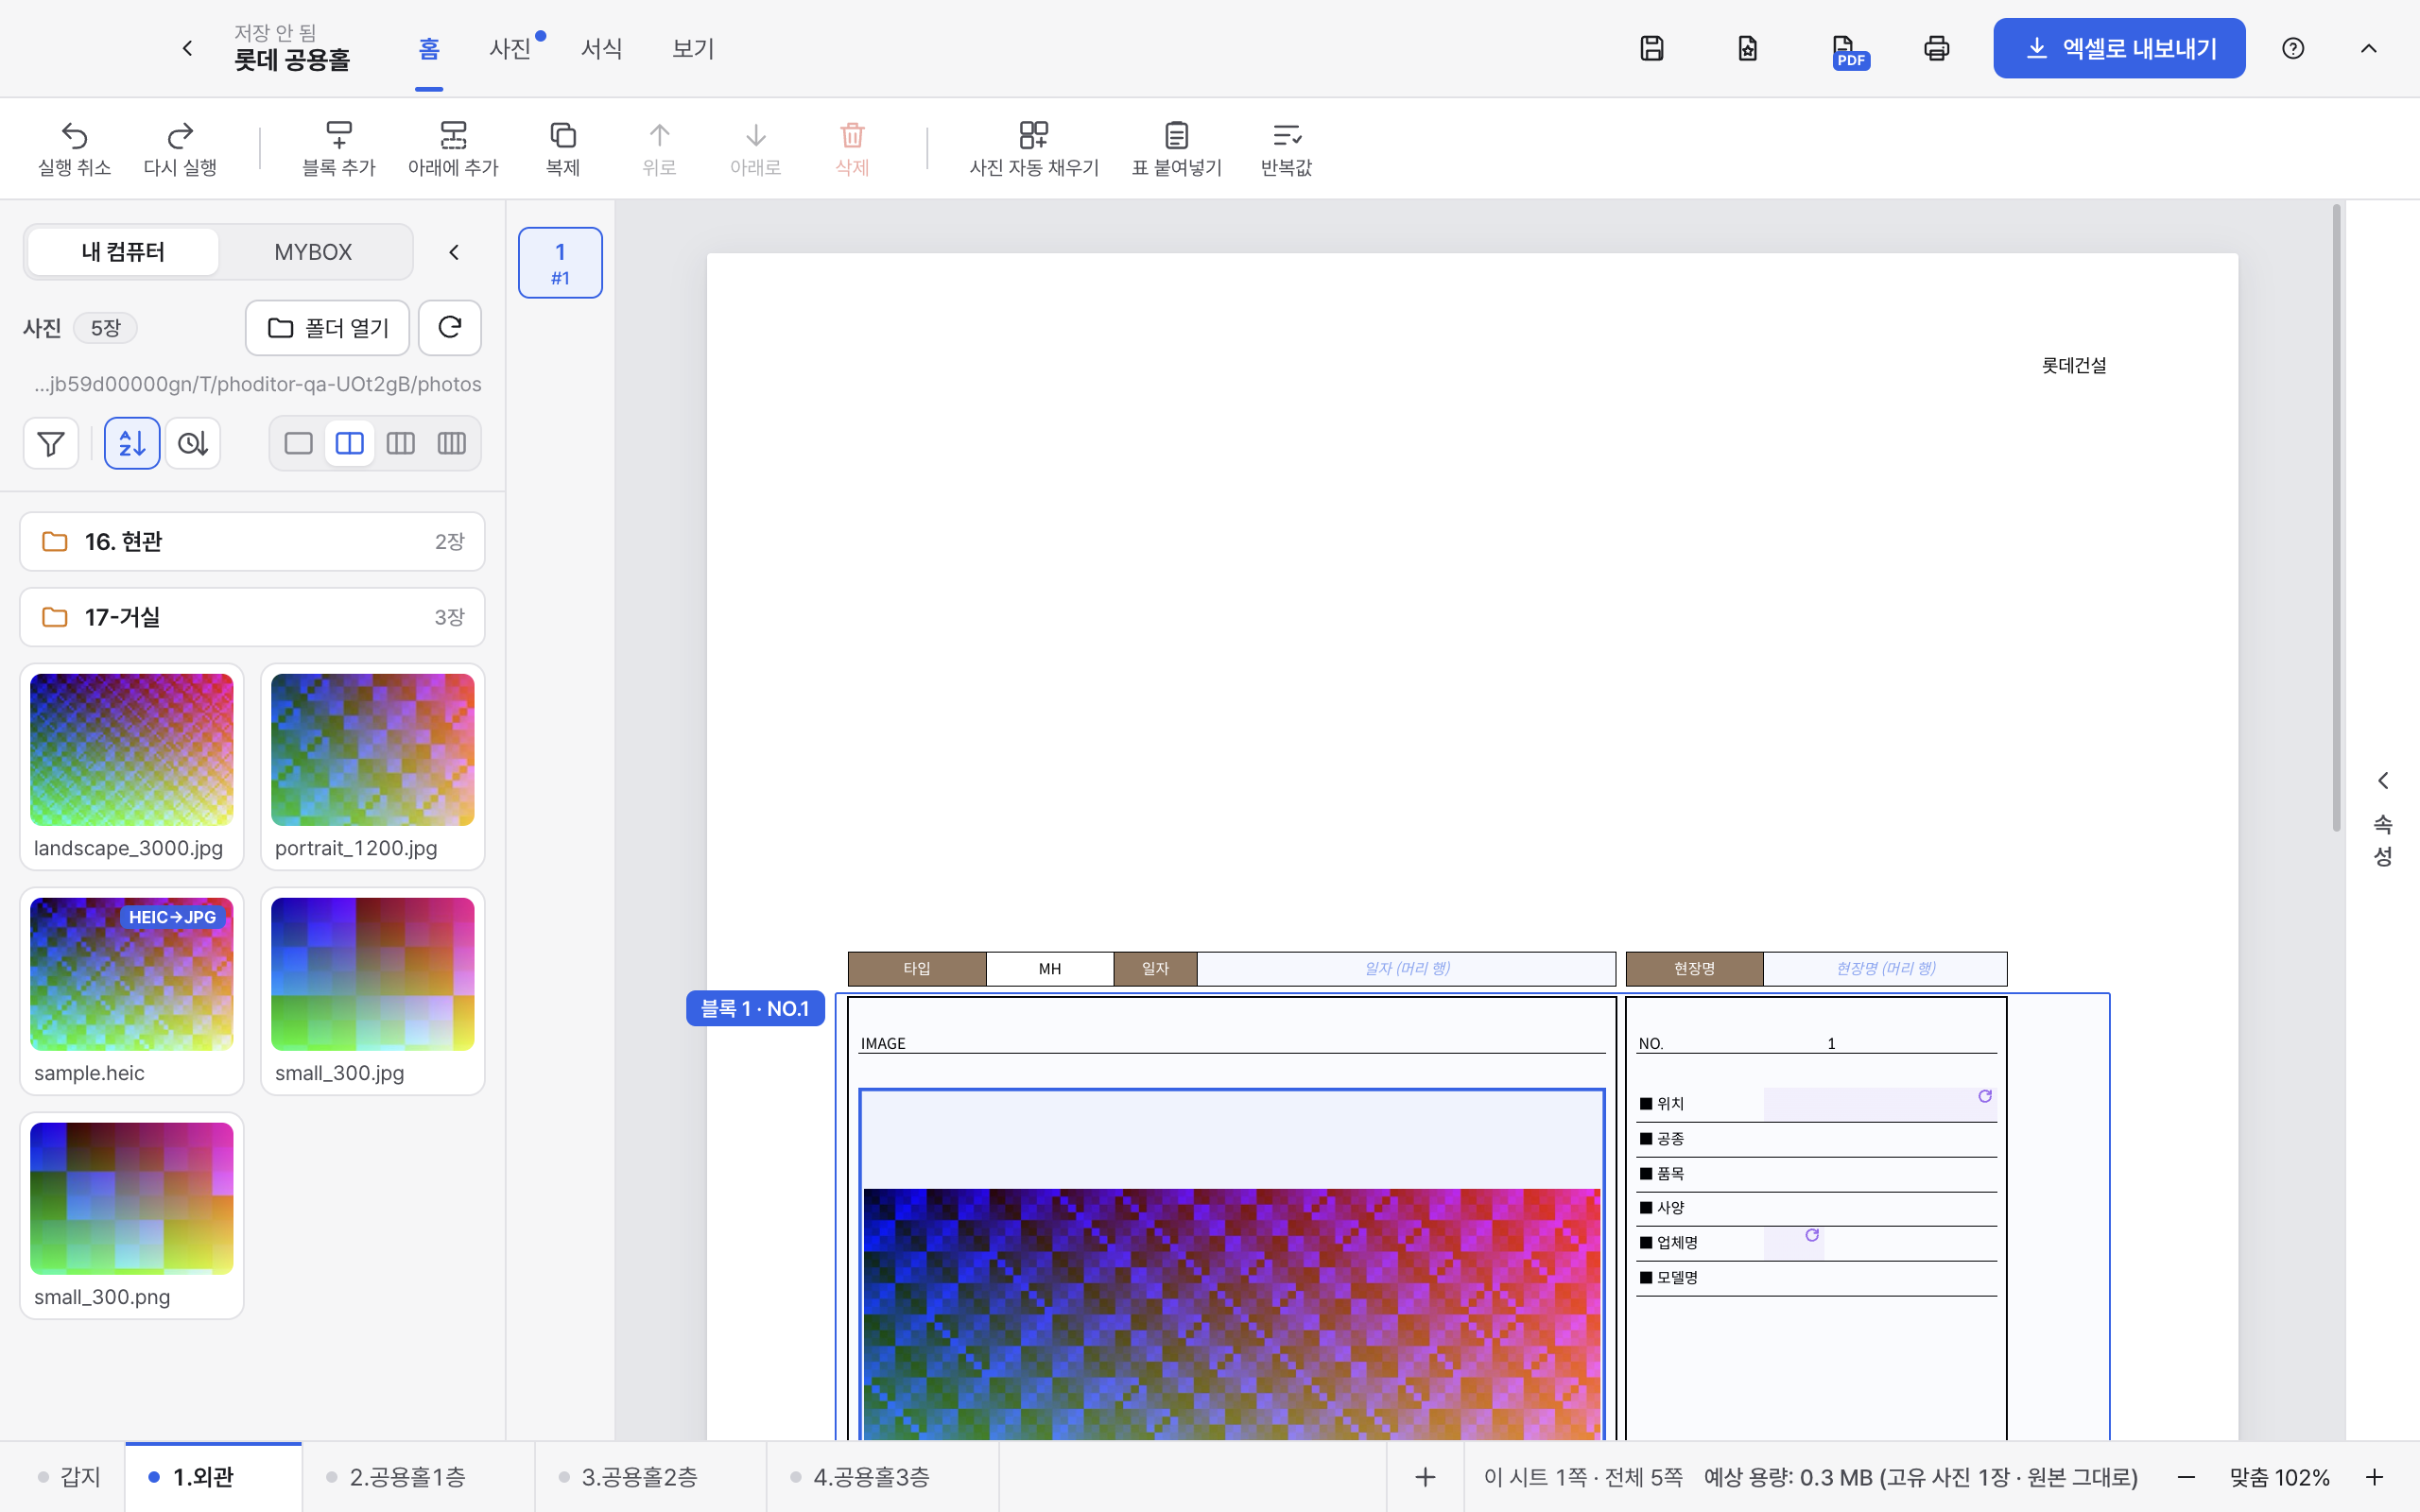 저장 안 됨
롯데 공용홀
홈
사진
서식
보기
PDF
엑셀로 내보내기
실행 취소
다시 실행
블록 추가
아래에 추가
복제
위로
아래로
삭제
사진 자동 채우기
표 붙여넣기
반복값
내 컴퓨터
MYBOX
사진
5장
폴더 열기
...jb59d00000gn/T/phoditor-qa-UOt2gB/photos
AZ
16. 현관
2장
17-거실
3장
landscape_3000.jpg
portrait_1200.jpg
HEIC→JPG
sample.heic
small_300.jpg
small_300.png
1
#1
롯데건설
타입
MH
일자
일자 (머리 행)
현장명
현장명 (머리 행)
블록 1 · NO.1
IMAGE
NO.
1
■ 위치
■ 공종
■ 품목
■ 사양
■ 업체명
■ 모델명
속
성
갑지
1.외관
2.공용홀1층
3.공용홀2층
4.공용홀3층
이 시트 1쪽 · 전체 5쪽
예상 용량: 0.3 MB (고유 사진 1장 · 원본 그대로)
맞춤 102%